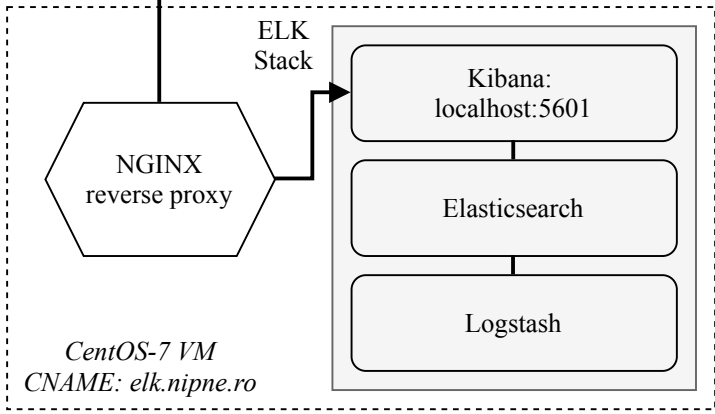 ELK
Stack
Kibana:
localhost:5601
NGINX
reverse proxy
Elasticsearch
Logstash
CentOS-7 VM
CNAME: elk.nipne.ro